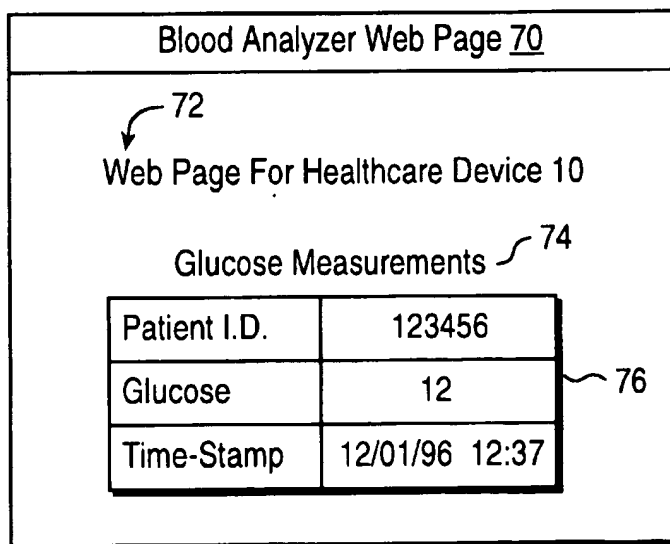 Blood Analyzer Web Page 70
72
Web Page For Healthcare Device 10
74
Glucose Measurements
Patient I.D. 123456
Glucose 12
76
Time-Stamp 12/01/96 12:37